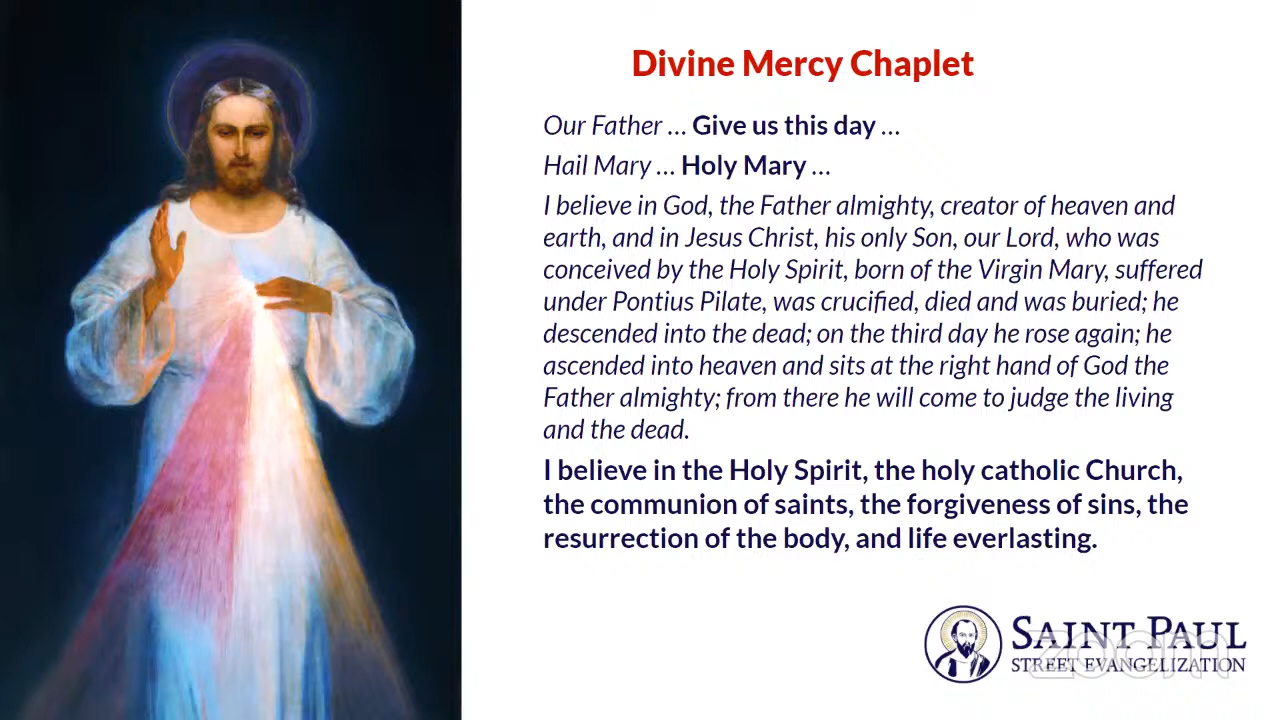 Divine Mercy Chaplet
Our Father ... Give us this day ...
Hail Mary ... Holy Mary ...
I believe in God, the Father almighty, creator of heaven and
earth, and in Jesus Christ, his only Son, our Lord, who was
conceived by the Holy Spirit, born of the Virgin Mary, suffered
under Pontius Pilate, was crucified, died and was buried; he
descended into the dead; on the third day he rose again; he
ascended into heaven and sits at the right hand of God the
Father almighty; from there he will come to judge the living
and the dead.
I believe in the Holy Spirit, the holy catholic Church,
the communion of saints, the forgiveness of sins, the
resurrection of the body, and life everlasting.
SAINT PAUL
zoom
STREET EVANGELIZATION